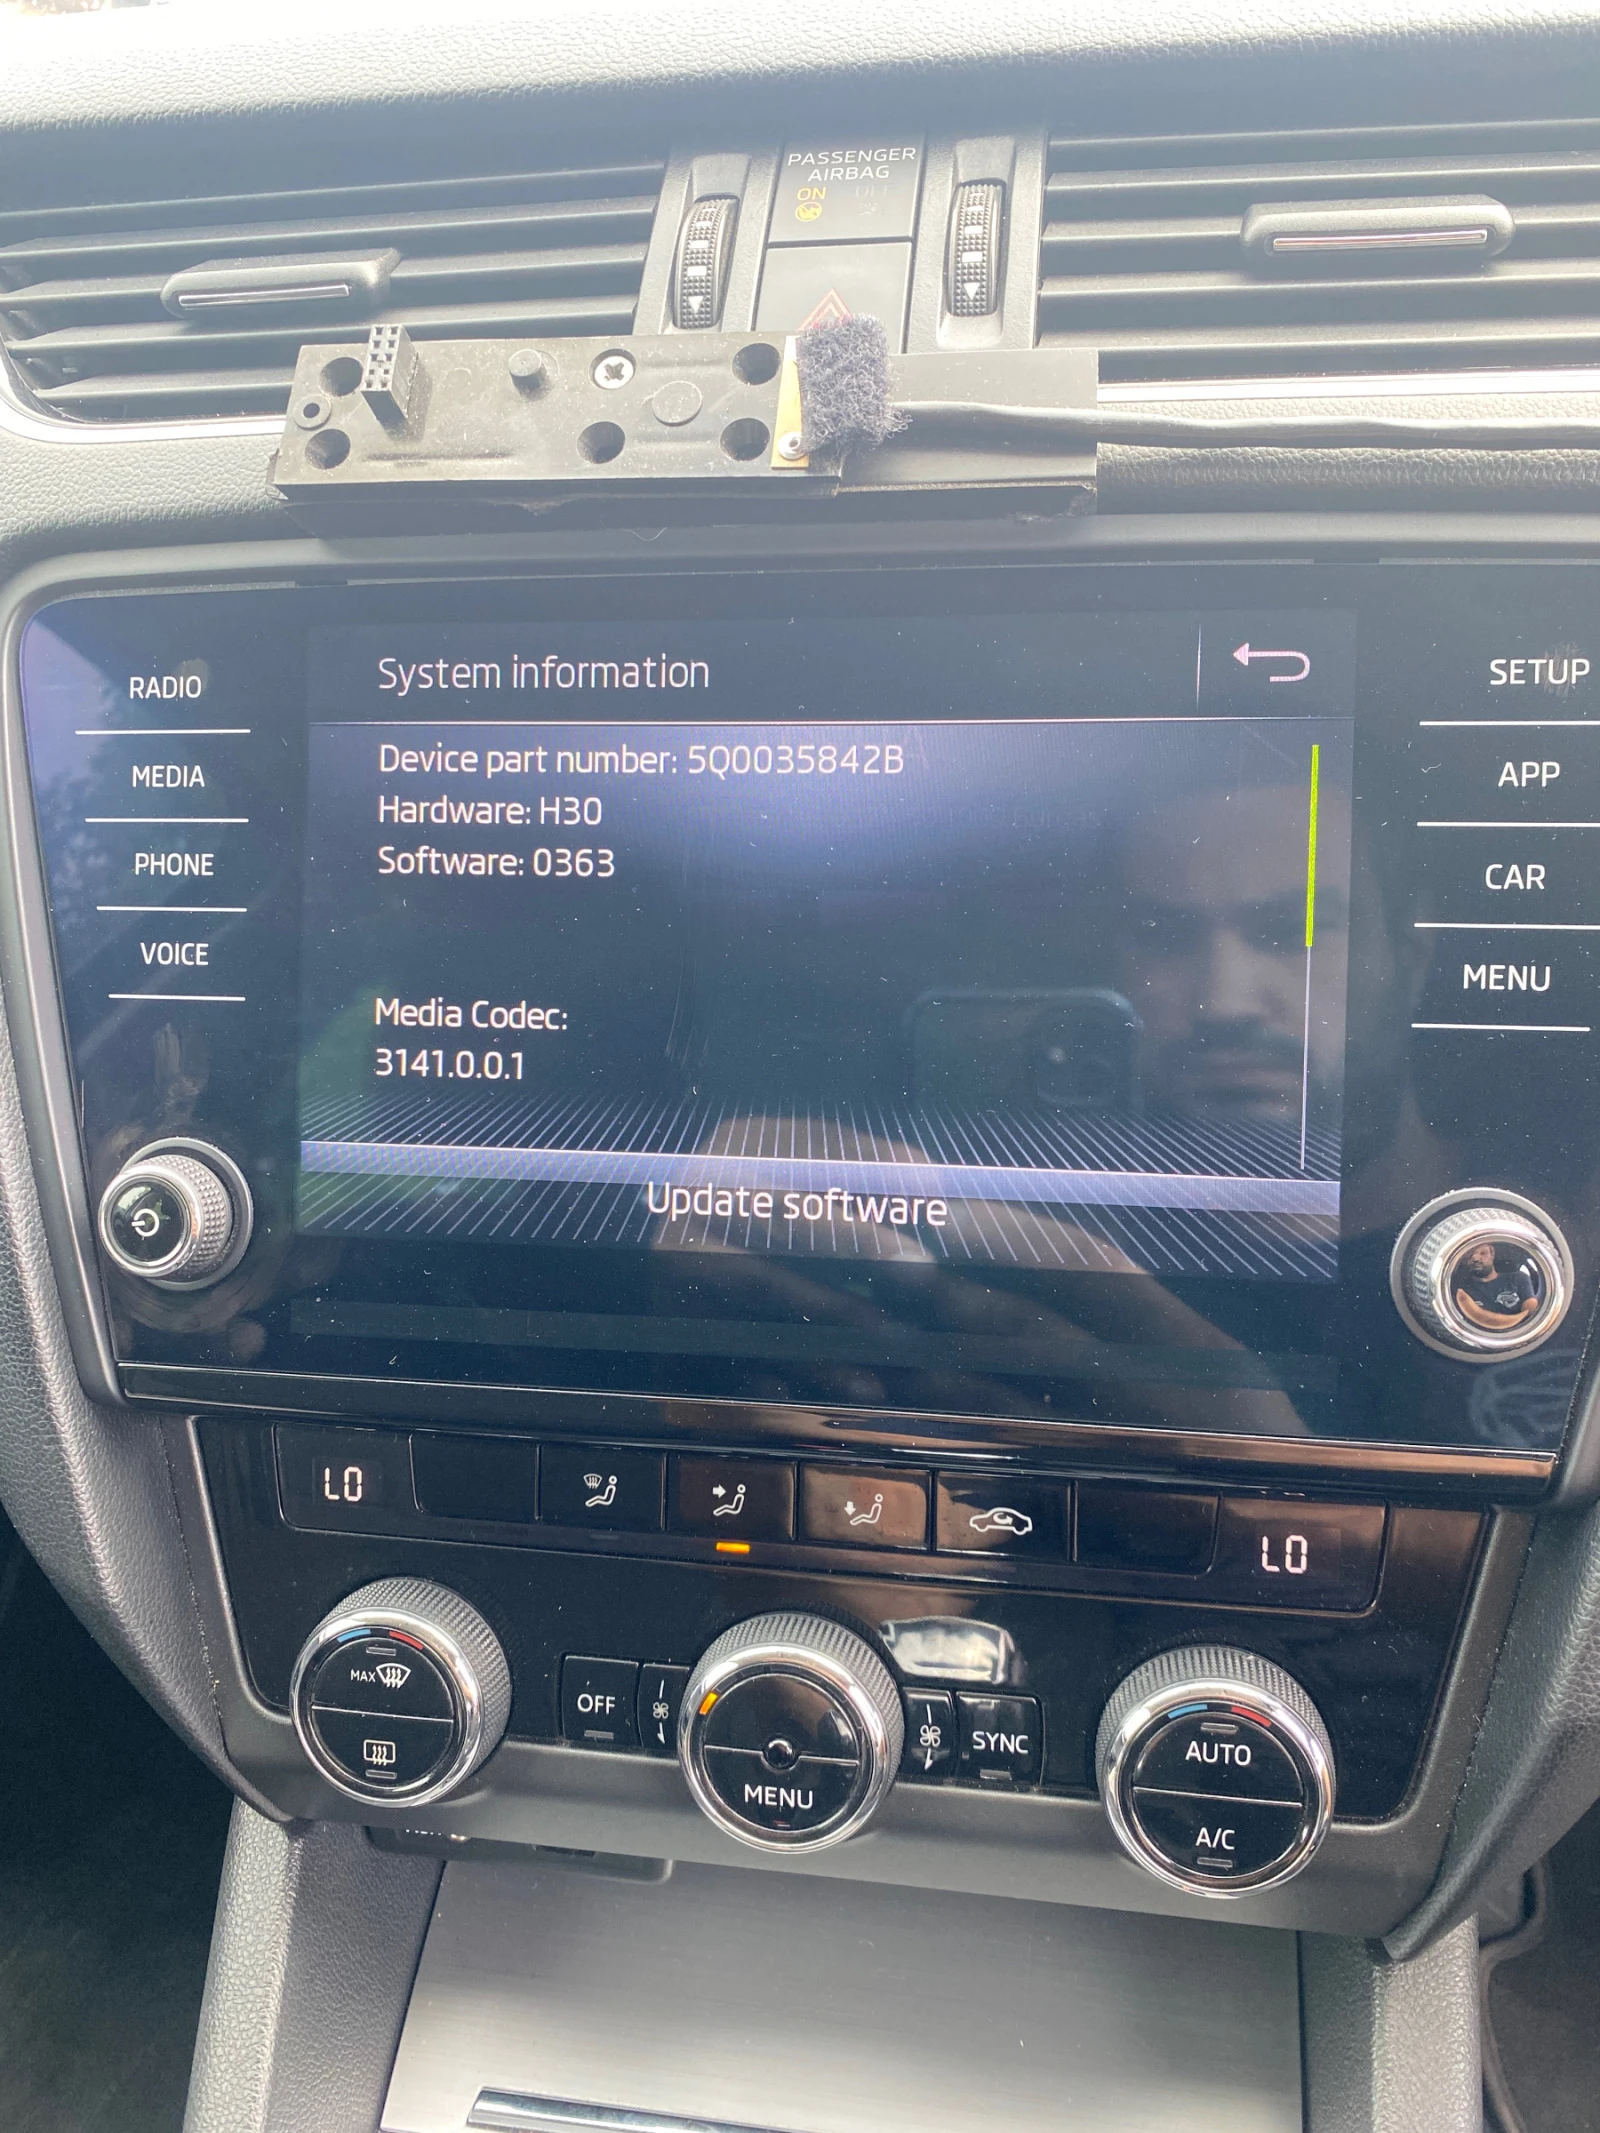 PASSENGER
AIRBAG
ON OFF
System information
RADIO
MEDIA
PHONE
VOICE
Device part number: 5Q0035842B
Hardware: H30
Software: 0363
Media Codec:
3141.0.0.1
Update software
SETUP
APP
CAR
MENU
LO
LO
MAX
OFF
MENU
SYNC
AUTO
A/C